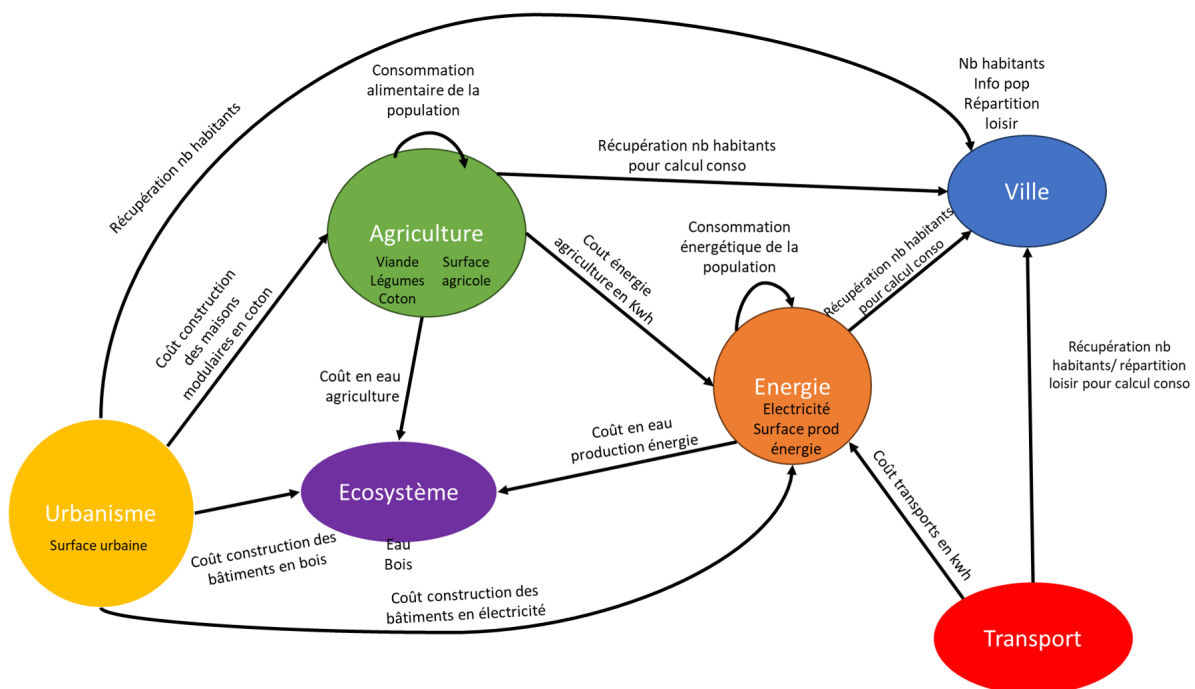 Nb habitants
Info pop
Répartition
loisir
Consommation
alimentaire de la
population
Récupération nb habitants
Récupération nb habitants
pour calcul conso
Ville
Agriculture
Viande
Légumes
Coton
Surface
agricole
Consommation
énergétique de la
population
Cout énergie
agriculture en Kwh
Récupération nb habitants
pour calcul conso
Coût construction
des maisons
modulaires en coton
Récupération nb
habitants/ répartition
loisir pour calcul conso
Coût en eau
agriculture
Energie
Electricité
Surface prod
énergie
Coût en eau
production énergie
Ecosystème
Eau
Bois
Urbanisme
Surface urbaine
Coût construction des
bâtiments en bois
Coût transports en kwh
Coût construction des
bâtiments en électricité
Transport